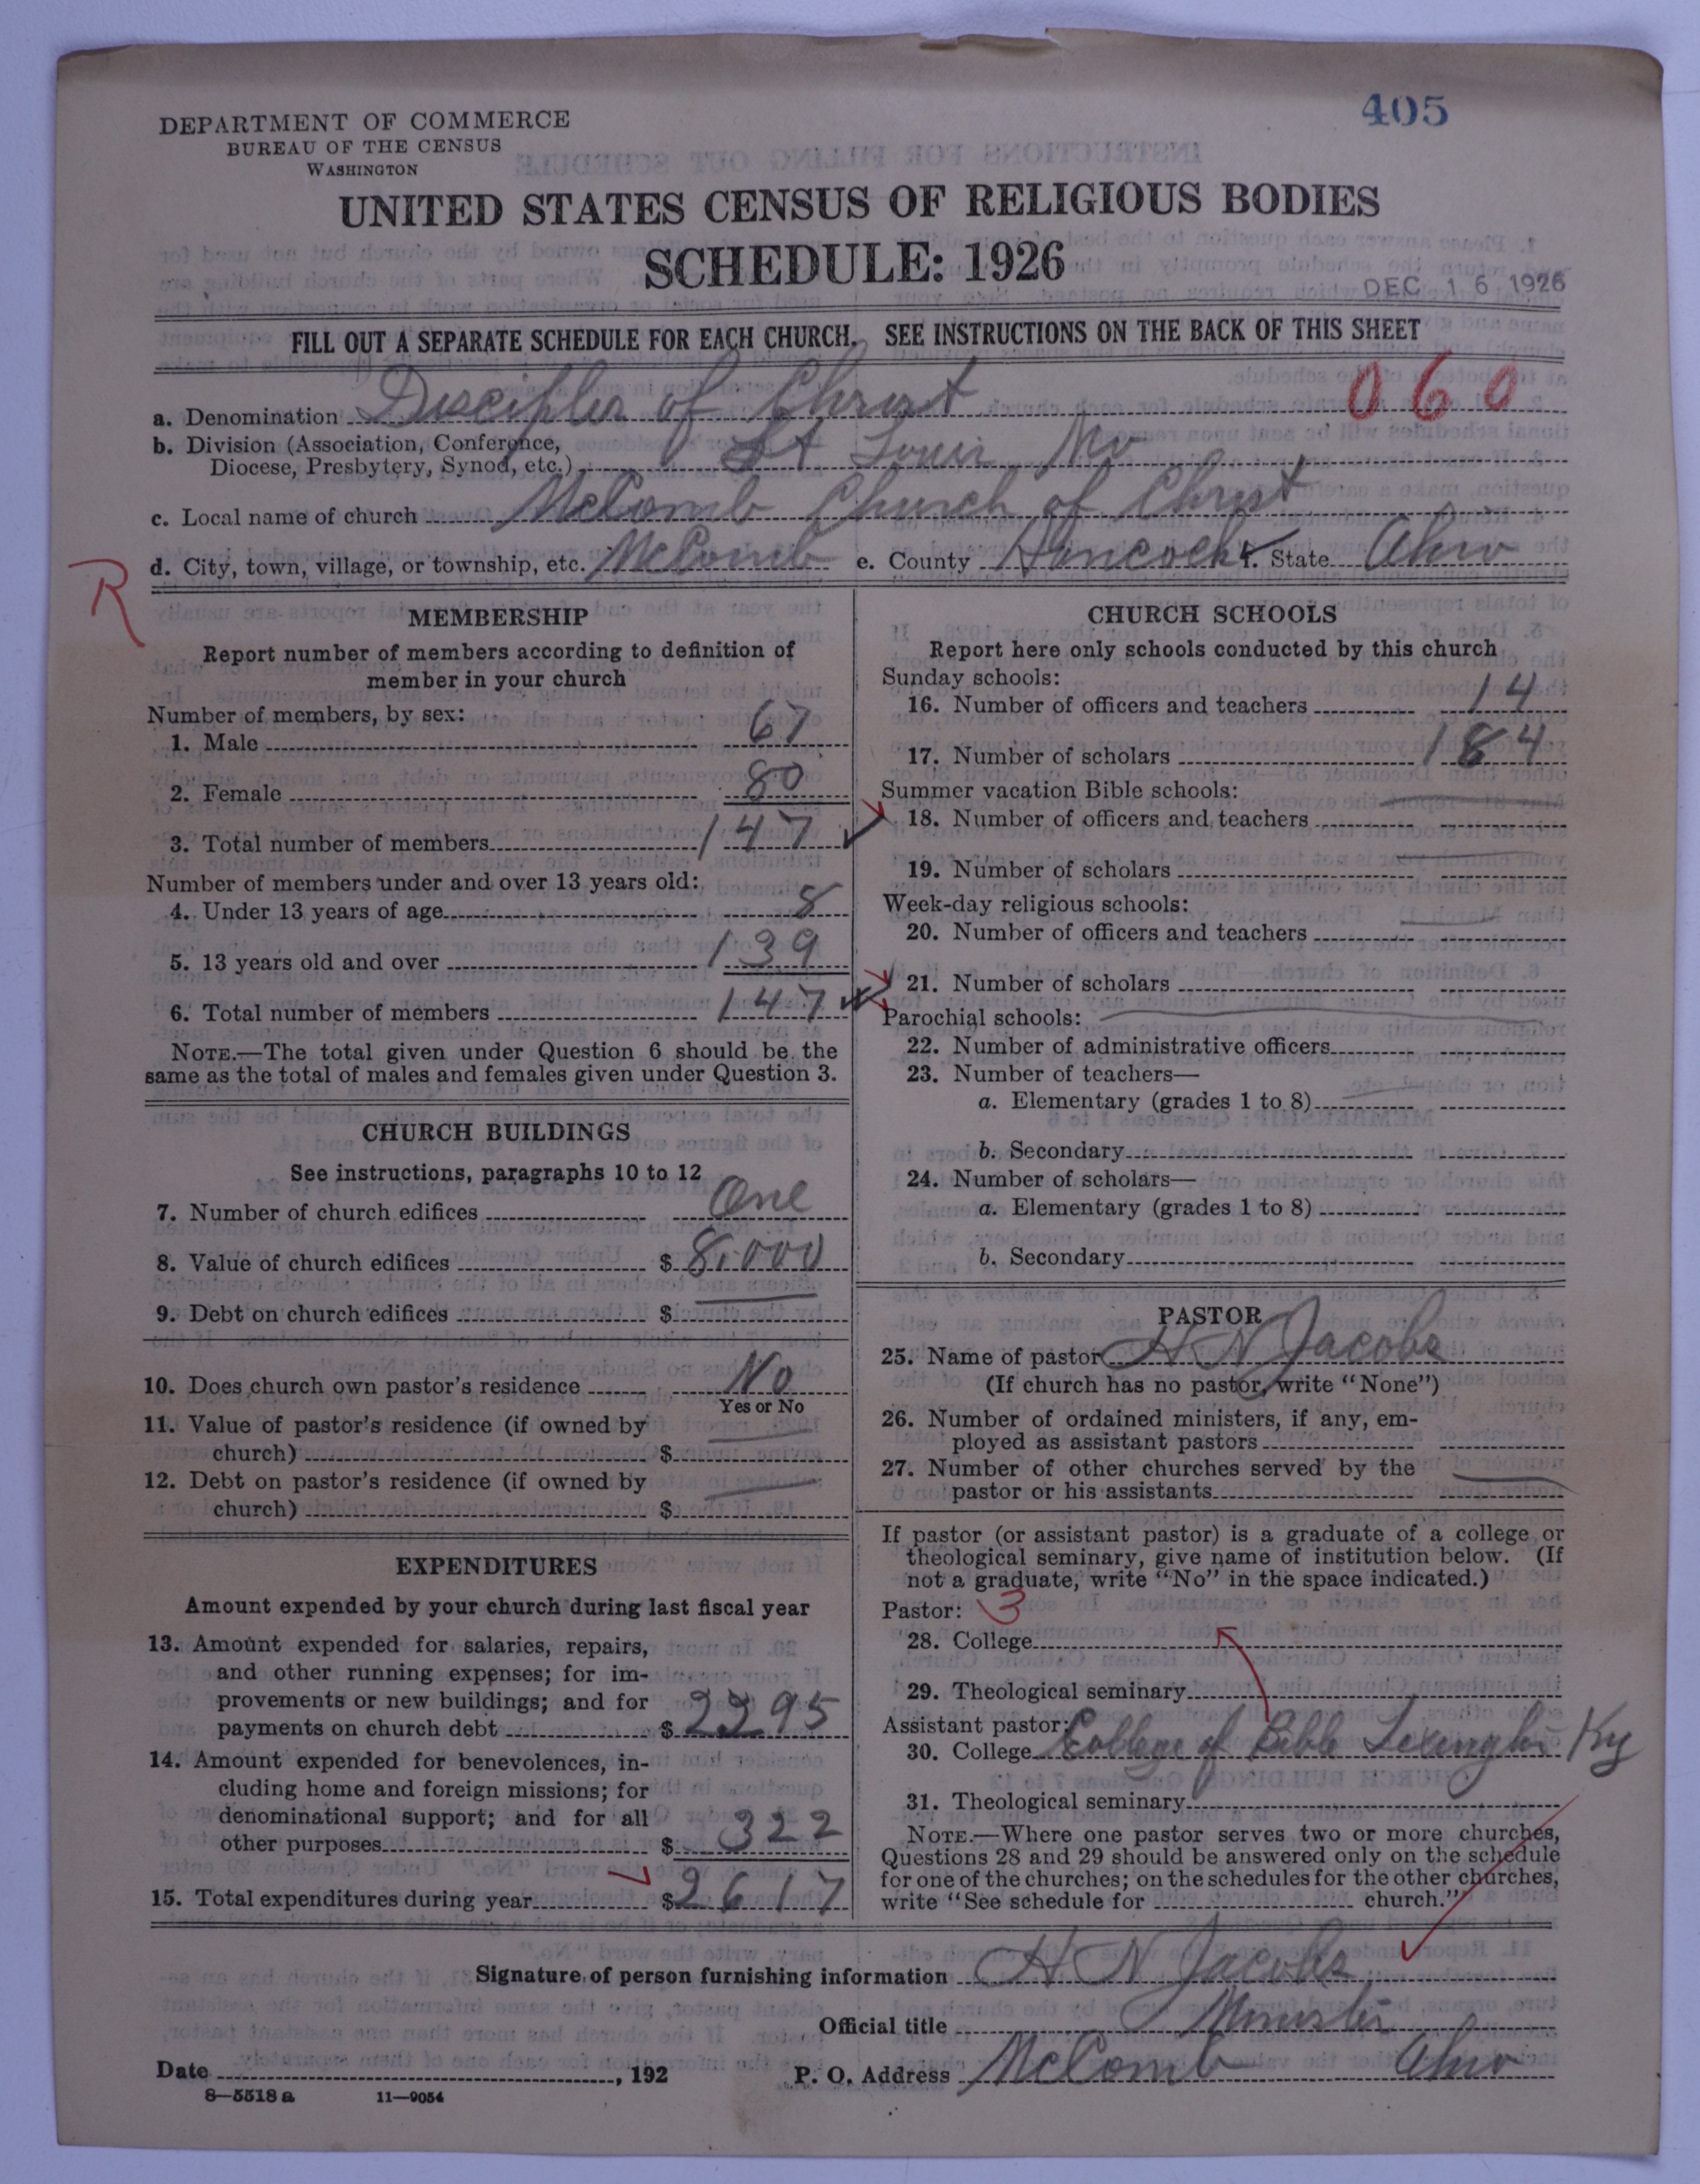 405
DEPARTMENT OF COMMERCE
BUREAU OF THE CENSUS
WASHINGTON
UNITED STATES CENSUS OF RELIGIOUS BODIES
SCHEDULE: 1926
DEC 16 1926
FILL OUT A SEPARATE SCHEDULE FOR EACH CHURCH. SEE INSTRUCTIONS ON THE BACK OF THIS SHEET
a. Denomination Disciples of Christ 060
b. Division (Association, Conference,
Diocese, Presbytery, Synod, etc.) St Louis Mo
c. Local name of church McComb Church of Christ
d. City, town, village, or township, etc. McComb e. County Hancock f. State Ohio
R
MEMBERSHIP
Report number of members according to definition of
member in your church
Number of members, by sex:
1. Male 67
2. Female 80
3. Total number of members 147
Number of members under and over 13 years old:
4. Under 13 years of age 8
5. 13 years old and over 139
6. Total number of members 147
NOTE.—The total given under Question 6 should be the
same as the total of males and females given under Question 3.
CHURCH BUILDINGS
See instructions, paragraphs 10 to 12
7. Number of church edifices One
8. Value of church edifices $ 8,000
9. Debt on church edifices $
10. Does church own pastor's residence No
Yes or No
11. Value of pastor's residence (if owned by
church) $
12. Debt on pastor's residence (if owned by
church) $
EXPENDITURES
Amount expended by your church during last fiscal year
13. Amount expended for salaries, repairs,
and other running expenses; for im-
provements or new buildings; and for
payments on church debt $ 2295
14. Amount expended for benevolences, in-
cluding home and foreign missions; for
denominational support; and for all
other purposes $ 322
15. Total expenditures during year $ 2617
CHURCH SCHOOLS
Report here only schools conducted by this church
Sunday schools:
16. Number of officers and teachers 14
17. Number of scholars 184
Summer vacation Bible schools:
18. Number of officers and teachers
19. Number of scholars
Week-day religious schools:
20. Number of officers and teachers
21. Number of scholars
Parochial schools:
22. Number of administrative officers
23. Number of teachers—
a. Elementary (grades 1 to 8)
b. Secondary
24. Number of scholars—
a. Elementary (grades 1 to 8)
b. Secondary
PASTOR
25. Name of pastor H N Jacobs
(If church has no pastor, write "None")
26. Number of ordained ministers, if any, em-
ployed as assistant pastors
27. Number of other churches served by the
pastor or his assistants
If pastor (or assistant pastor) is a graduate of a college or
theological seminary, give name of institution below. (If
not a graduate, write "No" in the space indicated.)
Pastor: 3
28. College
29. Theological seminary
Assistant pastor:
30. College College of Bible Lexington Ky
31. Theological seminary
NOTE.—Where one pastor serves two or more churches,
Questions 28 and 29 should be answered only on the schedule
for one of the churches; on the schedules for the other churches,
write "See schedule for church."
Signature of person furnishing information H N Jacobs
Official title Minister
Date , 192 P. O. Address McComb Ohio
8—5518 a 11—9054